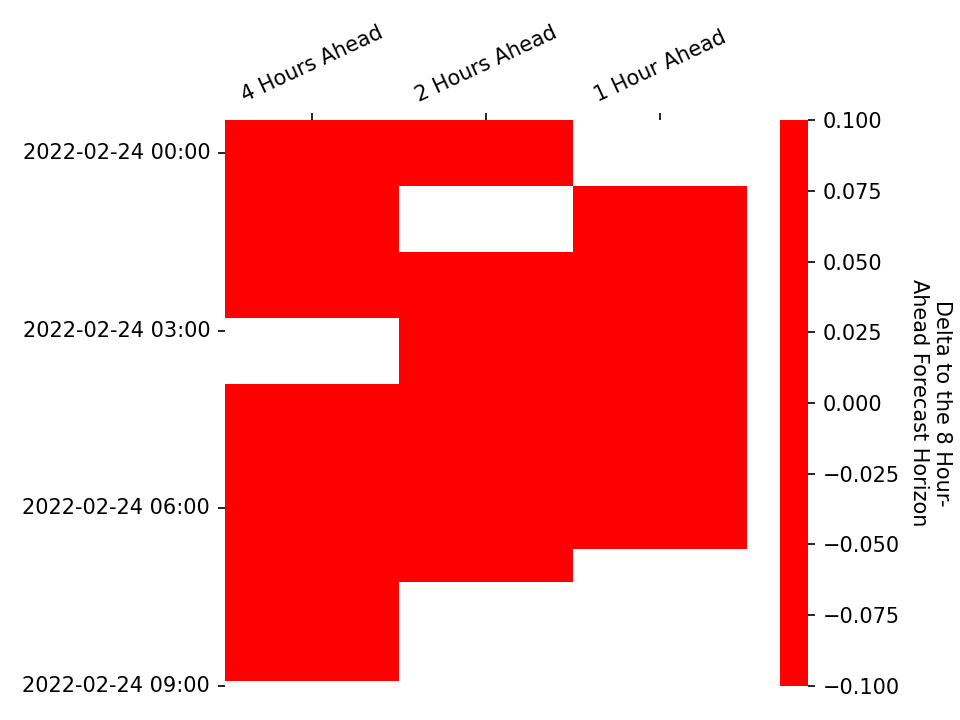 4 Hours Ahead
2 Hours Ahead
1 Hour Ahead
2022-02-24 00:00
2022-02-24 03:00
2022-02-24 06:00
2022-02-24 09:00
0.100
0.075
0.050
0.025
0.000
−0.025
−0.050
−0.075
−0.100
Delta to the 8 Hour-
Ahead Forecast Horizon